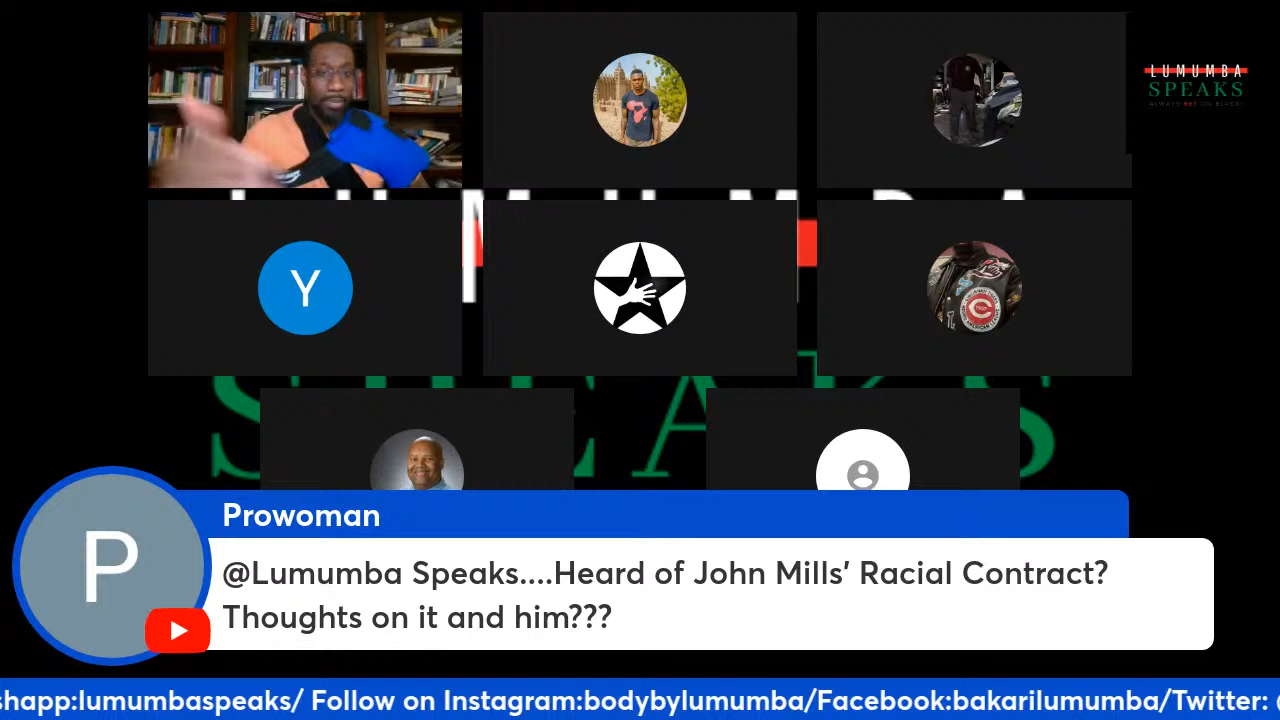 LUMUMBA
SPEAKS
ALWAYS BET ON BLACK!
Y
P
Prowoman
@Lumumba Speaks....Heard of John Mills' Racial Contract?
Thoughts on it and him???
shapp:lumumbaspeaks/ Follow on Instagram:bodybylumumba/Facebook:bakarilumumba/Twitter: